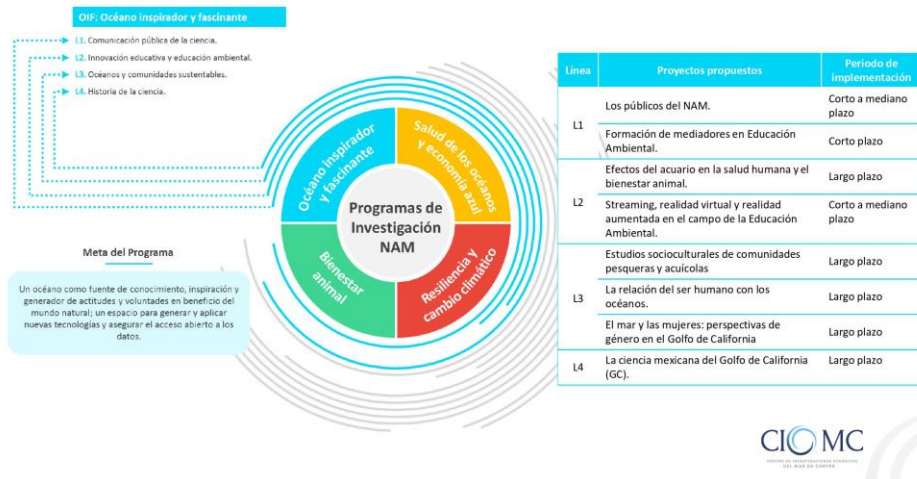 OIF: Océano inspirador y fascinante
L1. Comunicación pública de la ciencia.
L2. Innovación educativa y educación ambiental.
L3. Océanos y comunidades sustentables.
L4. Historia de la ciencia.
Océano inspirador
y fascinante
Salud de los océanos
y economía azul
Programas de
Investigación
NAM
Bienestar
animal
Resiliencia y
cambio climático
Meta del Programa
Un océano como fuente de conocimiento, inspiración y
generador de actitudes y voluntades en beneficio del
mundo natural; un espacio para generar y aplicar
nuevas tecnologías y asegurar el acceso abierto a los
datos.
Línea Proyectos propuestos Periodo de
implementación
L1 Los públicos del NAM. Corto a mediano
plazo
Formación de mediadores en Educación
Ambiental. Corto plazo
L2 Efectos del acuario en la salud humana y el
bienestar animal. Largo plazo
Streaming, realidad virtual y realidad
aumentada en el campo de la Educación
Ambiental. Corto a mediano
plazo
L3 Estudios socioculturales de comunidades
pesqueras y acuícolas Largo plazo
La relación del ser humano con los
océanos. Largo plazo
El mar y las mujeres: perspectivas de
género en el Golfo de California Largo plazo
L4 La ciencia mexicana del Golfo de California
(GC). Largo plazo
CIOMC
CENTRO DE INVESTIGACIONES OCEÁNICAS
DEL MAR DE CORTÉS